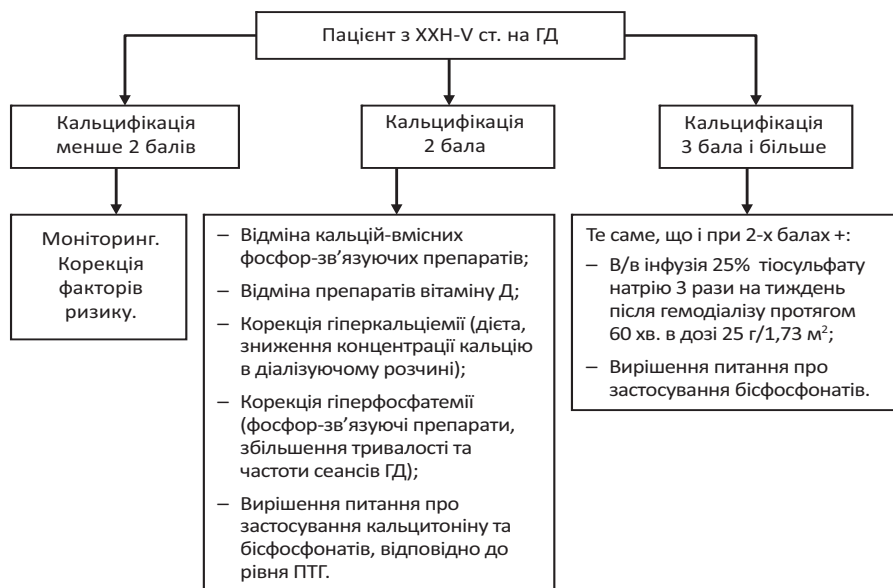 Пацієнт з ХХН-V ст. на ГД
Кальцифікація
менше 2 балів
Кальцифікація
2 бала
Кальцифікація
3 бала і більше
Моніторинг.
Корекція
факторів
ризику.
– Відміна кальцій-вмісних
фосфор-зв’язуючих препаратів;
– Відміна препаратів вітаміну Д;
– Корекція гіперкальціемії (дієта,
зниження концентрації кальцію
в діалізуючому розчині);
– Корекція гіперфосфатемії
(фосфор-зв’язуючі препарати,
збільшення тривалості та
частоти сеансів ГД);
– Вирішення питання про
застосування кальцитоніну та
бісфосфонатів, відповідно до
рівня ПТГ.
Те саме, що і при 2-х балах +:
– В/в інфузія 25% тіосульфату
натрію 3 рази на тиждень
після гемодіалізу протягом
60 хв. в дозі 25 г/1,73 м²;
– Вирішення питання про
застосування бісфосфонатів.